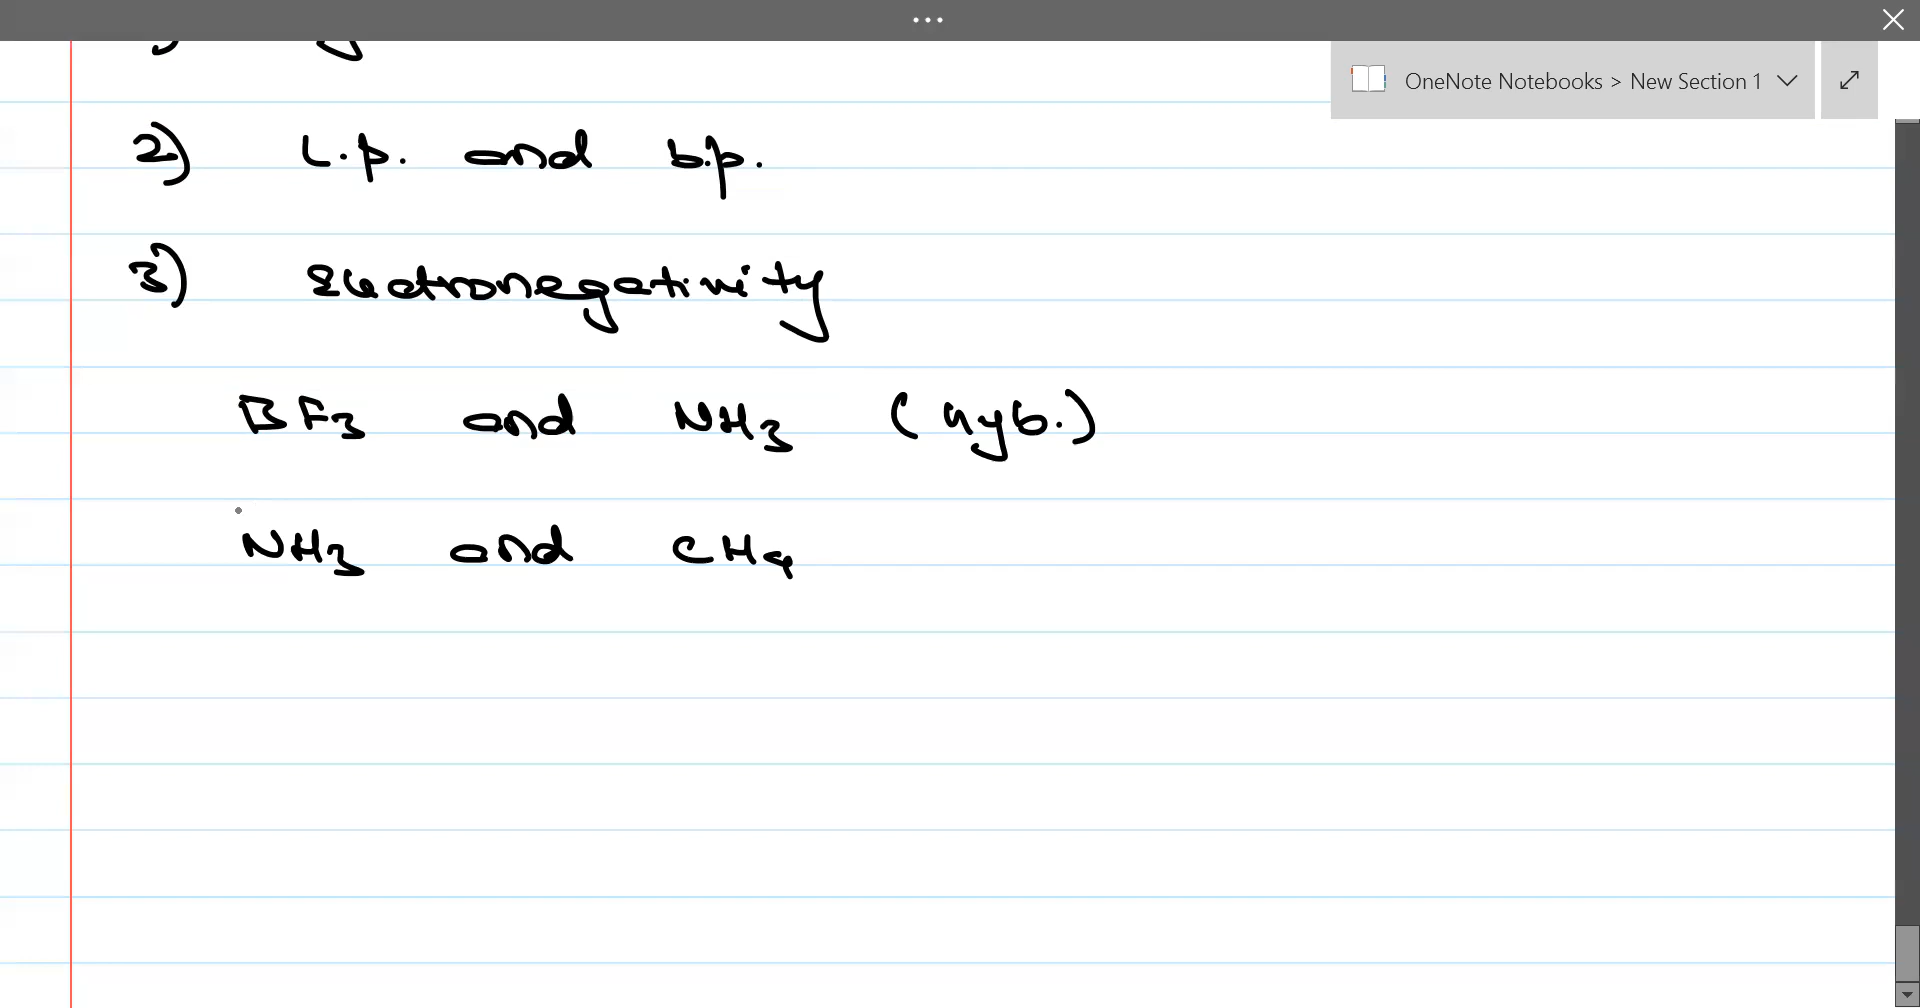 ...
OneNote Notebooks > New Section 1
2) L.p. and b.p.
3) Electronegativity
BF3 and NH3 (hyb.)
NH3 and CH4